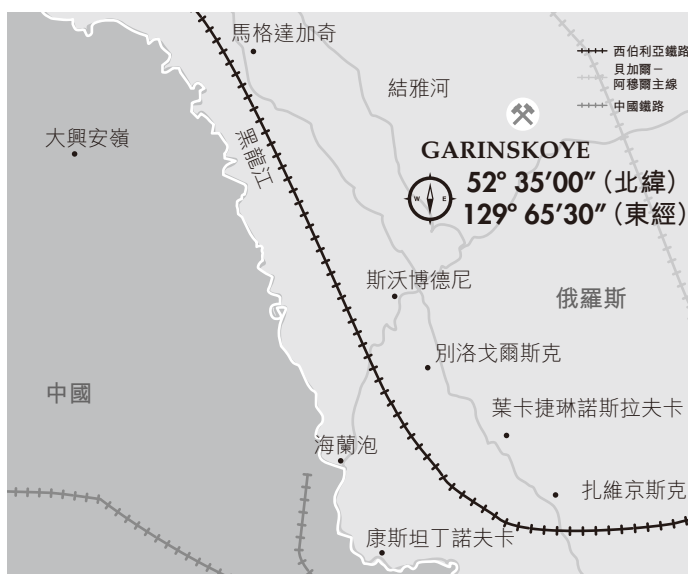 馬格達加奇
西伯利亞鐵路
貝加爾－
阿穆爾主線
中國鐵路
結雅河
大興安嶺
黑龍江
GARINSKOYE
W E
52° 35’00” (北緯)
129° 65’30” (東經)
斯沃博德尼
俄羅斯
別洛戈爾斯克
中國
葉卡捷琳諾斯拉夫卡
海蘭泡
扎維京斯克
康斯坦丁諾夫卡